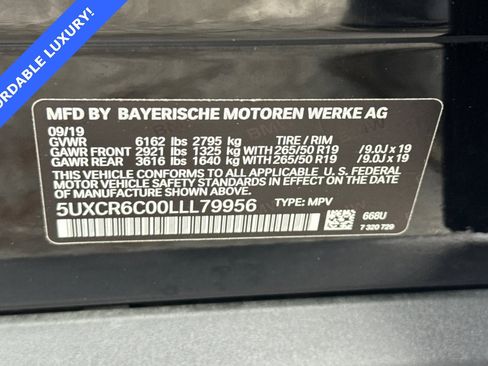 ORDABLE LUXURY!
MFD BY BAYERISCHE MOTOREN WERKE AG
09/19
GVWR 6162 lbs 2795 kg TIRE / RIM
GAWR FRONT 2921 lbs 1325 kg WITH 265/50 R19 /9.0J x 19
GAWR REAR 3616 lbs 1640 kg WITH 265/50 R19 /9.0J x 19
THIS VEHICLE CONFORMS TO ALL APPLICABLE U. S. FEDERAL
MOTOR VEHICLE SAFETY STANDARDS IN EFFECT ON THE DATE OF
MANUFACTURE SHOWN ABOVE.
5UXCR6C00LLL79956 TYPE: MPV 668U
7 320 729